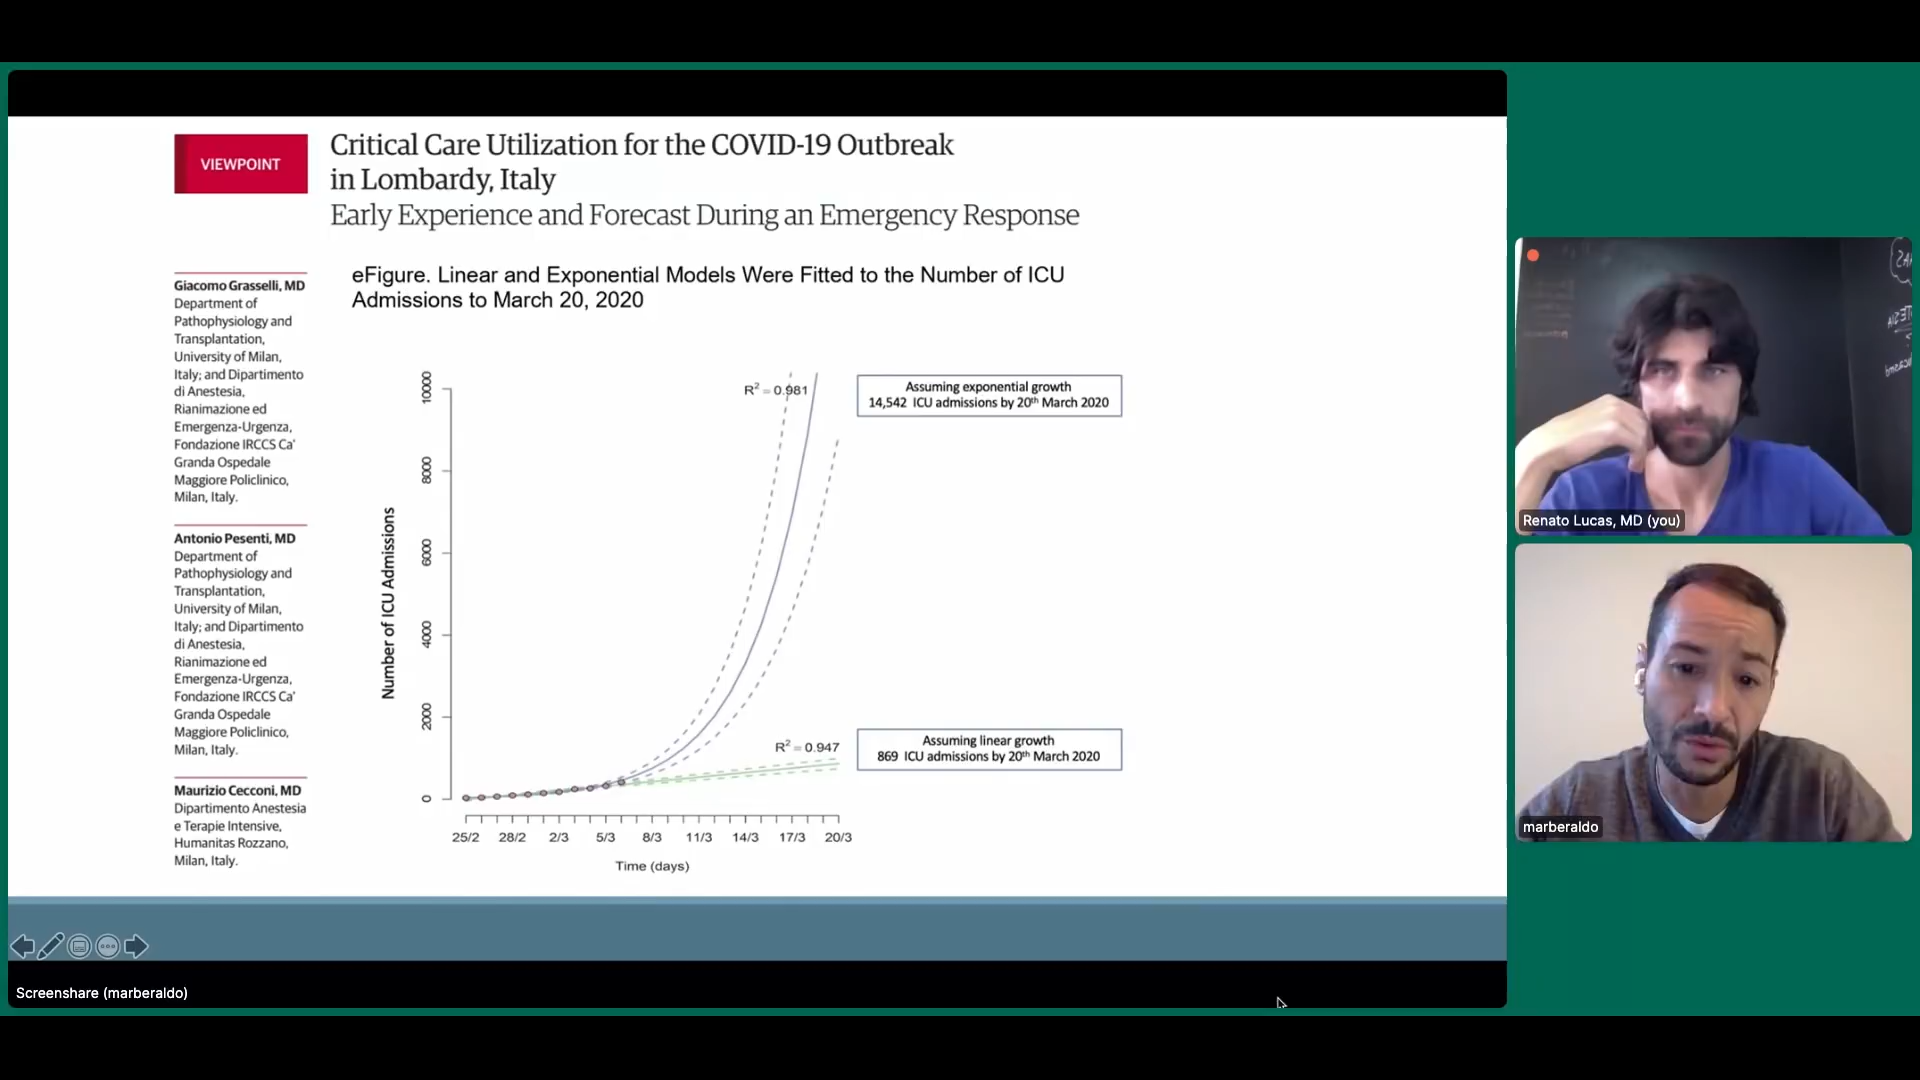 VIEWPOINT
Critical Care Utilization for the COVID-19 Outbreak
in Lombardy, Italy
Early Experience and Forecast During an Emergency Response
Giacomo Grasselli, MD
Department of
Pathophysiology and
Transplantation,
University of Milan,
Italy; and Dipartimento
di Anestesia,
Rianimazione ed
Emergenza-Urgenza,
Fondazione IRCCS Ca'
Granda Ospedale
Maggiore Policlinico,
Milan, Italy.
Antonio Pesenti, MD
Department of
Pathophysiology and
Transplantation,
University of Milan,
Italy; and Dipartimento
di Anestesia,
Rianimazione ed
Emergenza-Urgenza,
Fondazione IRCCS Ca'
Granda Ospedale
Maggiore Policlinico,
Milan, Italy.
Maurizio Cecconi, MD
Dipartimento Anestesia
e Terapie Intensive,
Humanitas Rozzano,
Milan, Italy.
eFigure. Linear and Exponential Models Were Fitted to the Number of ICU
Admissions to March 20, 2020
Number of ICU Admissions
10000
8000
6000
4000
2000
0
R² = 0.981
Assuming exponential growth
14,542 ICU admissions by 20th March 2020
R² = 0.947
Assuming linear growth
869 ICU admissions by 20th March 2020
25/2 28/2 2/3 5/3 8/3 11/3 14/3 17/3 20/3
Time (days)
Screenshare (marberaldo)
Renato Lucas, MD (you)
marberaldo